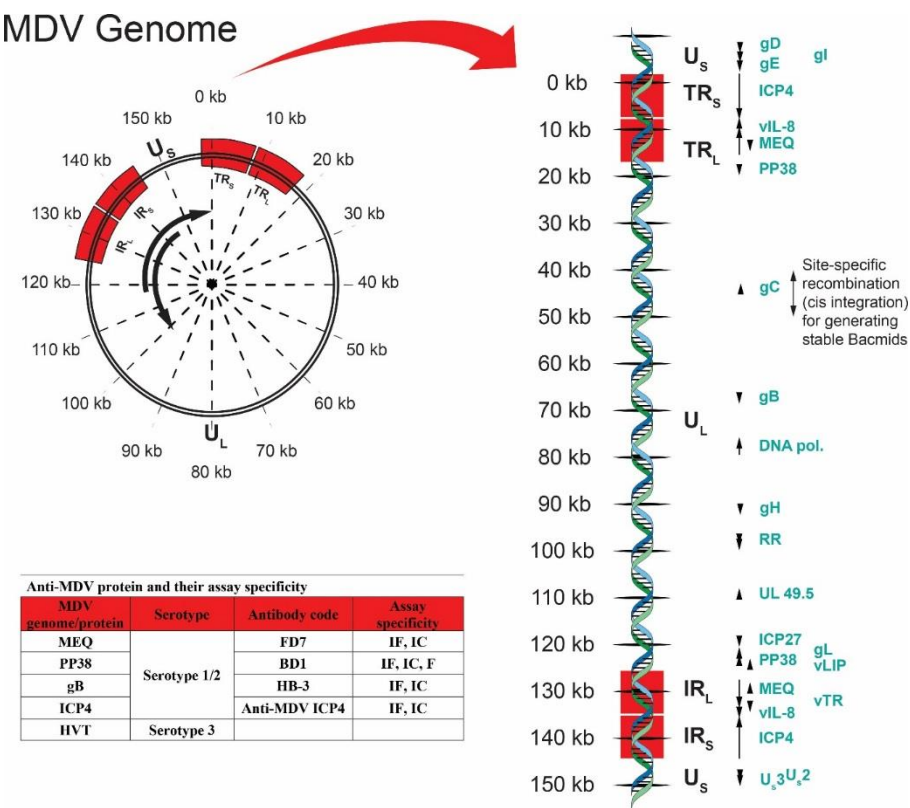 MDV Genome
0 kb
10 kb
20 kb
30 kb
40 kb
50 kb
60 kb
70 kb
80 kb
90 kb
100 kb
110 kb
120 kb
130 kb
140 kb
150 kb
US
TRS
TRL
IRS
IRL
UL
0 kb
10 kb
20 kb
30 kb
40 kb
50 kb
60 kb
70 kb
80 kb
90 kb
100 kb
110 kb
120 kb
130 kb
140 kb
150 kb
US
TRS
TRL
UL
IRL
IRS
US
gD
gI
gE
ICP4
vIL-8
MEQ
PP38
gC
Site-specific
recombination
(cis integration)
for generating
stable Bacmids
gB
DNA pol.
gH
RR
UL 49.5
ICP27
gL
PP38
vLIP
MEQ
vTR
vIL-8
ICP4
Us3Us2
Anti-MDV protein and their assay specificity
MDV genome/protein Serotype Antibody code Assay specificity
MEQ Serotype 1/2 FD7 IF, IC
PP38 BD1 IF, IC, F
gB HB-3 IF, IC
ICP4 Anti-MDV ICP4 IF, IC
HVT Serotype 3